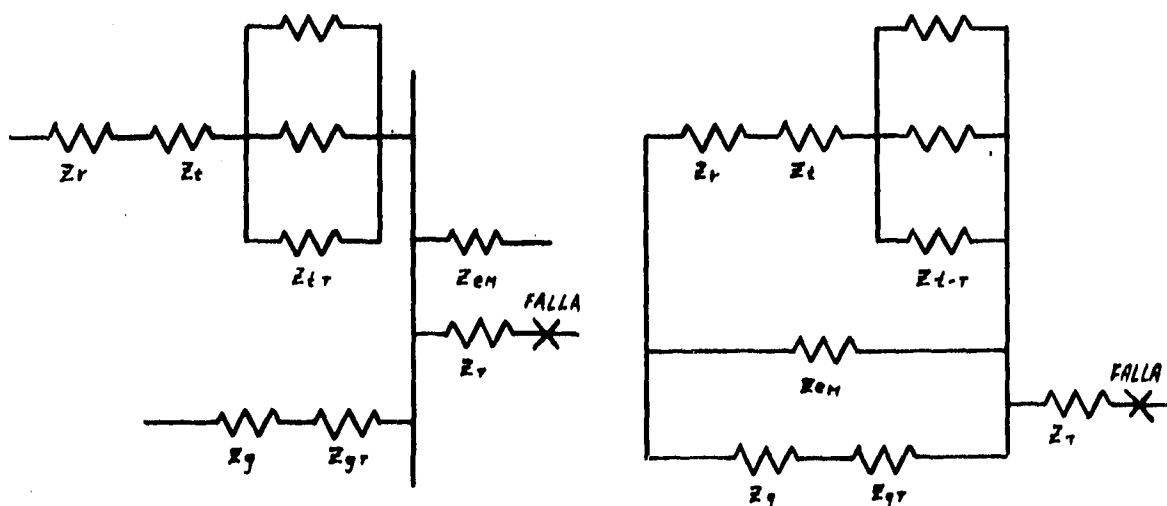 Zr Zt
Ztr
Zem
FALLA
Zr
Zg Zgr
Zr Zt
Zt-r
Zem
FALLA
Zr
Zg Zgr